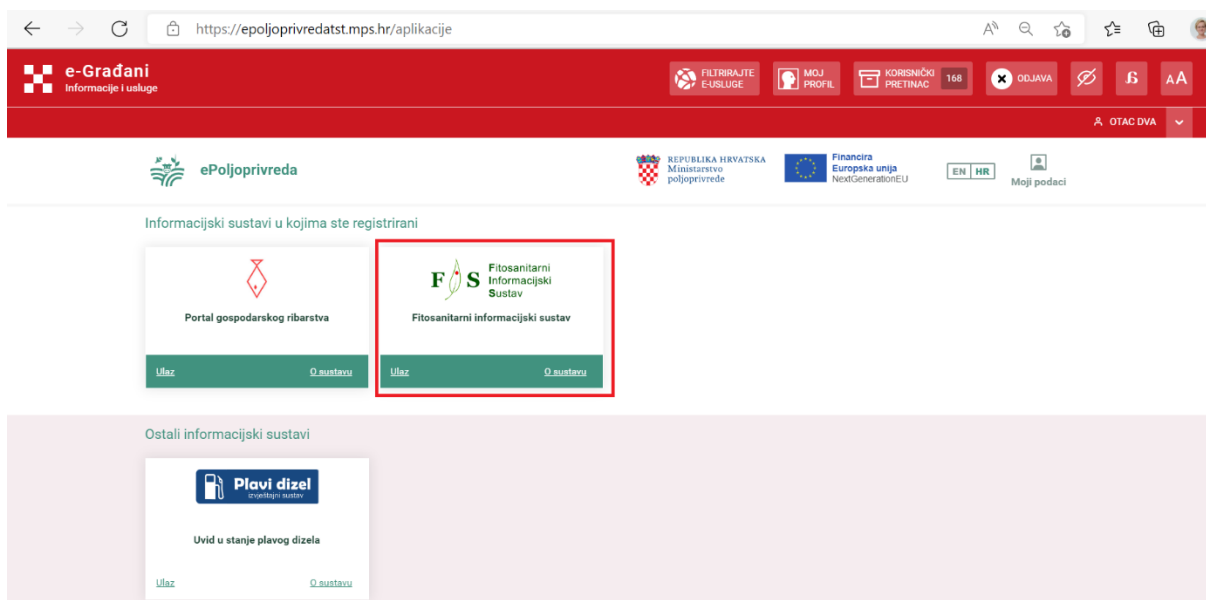 https://epoljoprivredatst.mps.hr/aplikacije
e-Građani
Informacije i usluge
FILTRIRAJTE
E-USLUGE
MOJ
PROFIL
KORISNIČKI
PRETINAC
168
ODJAVA
AA
OTAC DVA
ePoljoprivreda
REPUBLIKA HRVATSKA
Ministarstvo
poljoprivrede
Financira
Europska unija
NextGenerationEU
EN HR
Moji podaci
Informacijski sustavi u kojima ste registrirani
Portal gospodarskog ribarstva
Ulaz O sustavu
FIS
Fitosanitarni
Informacijski
Sustav
Fitosanitarni informacijski sustav
Ulaz O sustavu
Ostali informacijski sustavi
Plavi dizel
izvještajni sustav
Uvid u stanje plavog dizela
Ulaz O sustavu